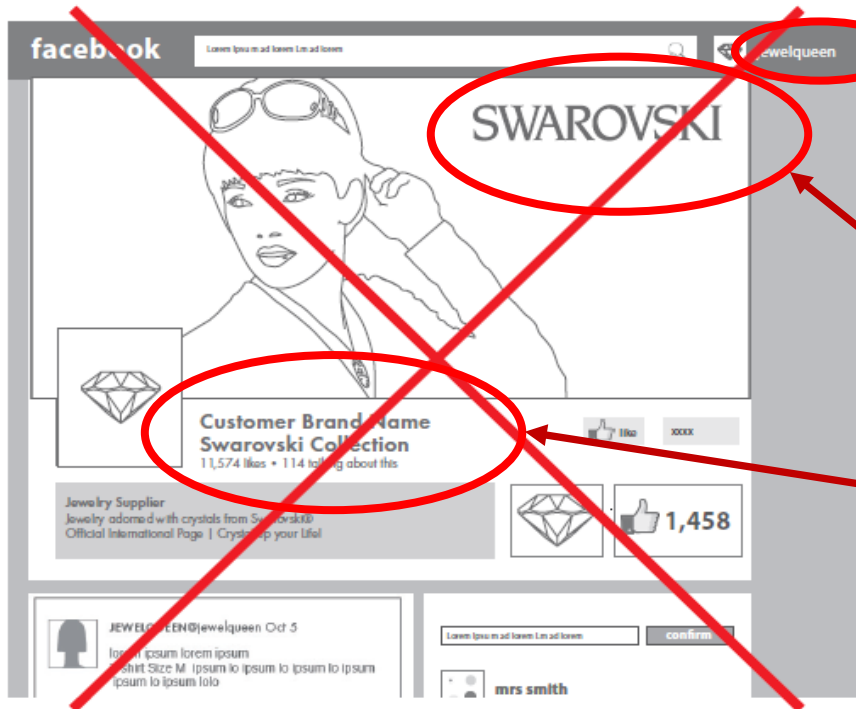 facebook
Lorem Ipsu m ad lorem Lm ad lorem
jewelqueen
SWAROVSKI
Customer Brand Name
Swarovski Collection
11,574 likes • 114 talking about this
like
xxxx
Jewelry Supplier
Jewelry adorned with crystals from Swarovski®
Official International Page | Crystal up your Life!
1,458
JEWELQUEEN@jewelqueen Oct 5
lorem ipsum lorem ipsum
T-shirt Size M ipsum lo ipsum lo ipsum lo ipsum
ipsum lo ipsum lolo
Lorem Ipsu m ad lorem Lm ad lorem
confirm
mrs smith